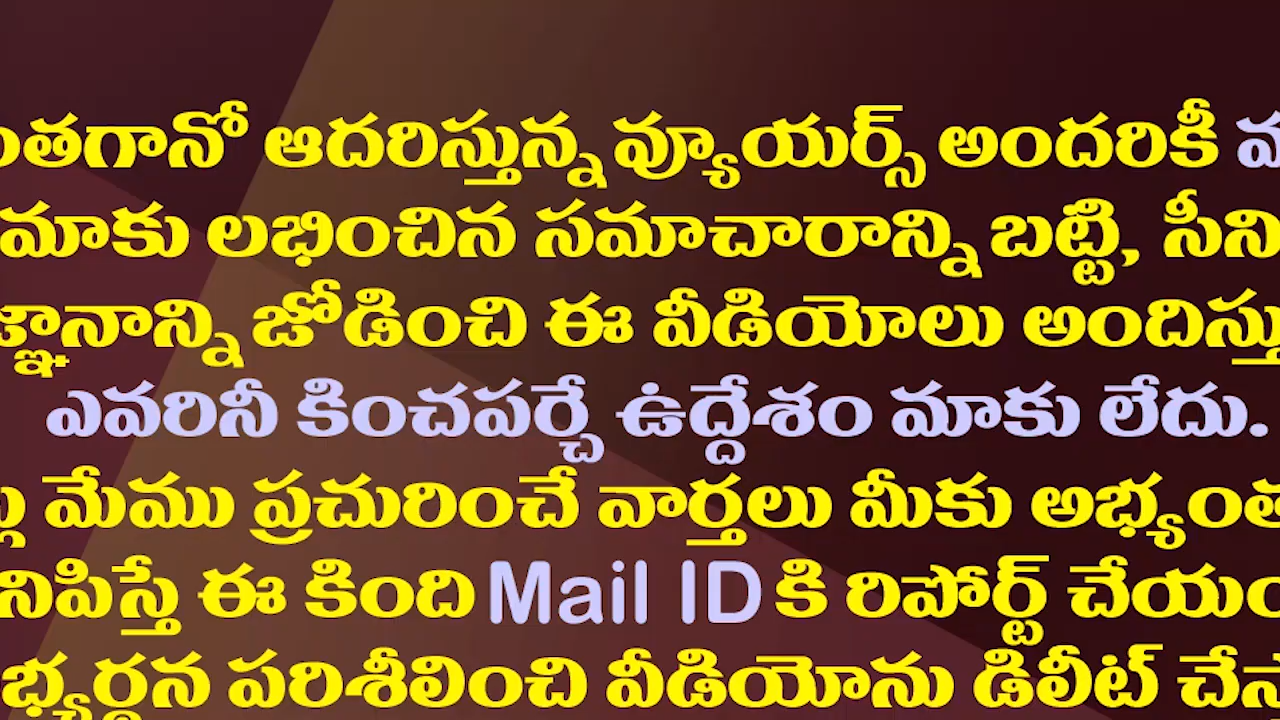 ంతగానో ఆదరిస్తున్న వ్యూయర్స్ అందరికీ
మాకు లభించిన సమాచారాన్ని బట్టి, సీని
జ్ఞానాన్ని జోడించి ఈ వీడియోలు అందిస్తు
ఎవరినీ కించపర్చే ఉద్దేశం మాకు లేదు.
మేము ప్రచురించే వార్తలు మీకు అభ్యంత
నిపిస్తే ఈ కింది Mail ID కి రిపోర్ట్ చేయం
భ్యర్థన పరిశీలించి వీడియోను డిలీట్ చేస